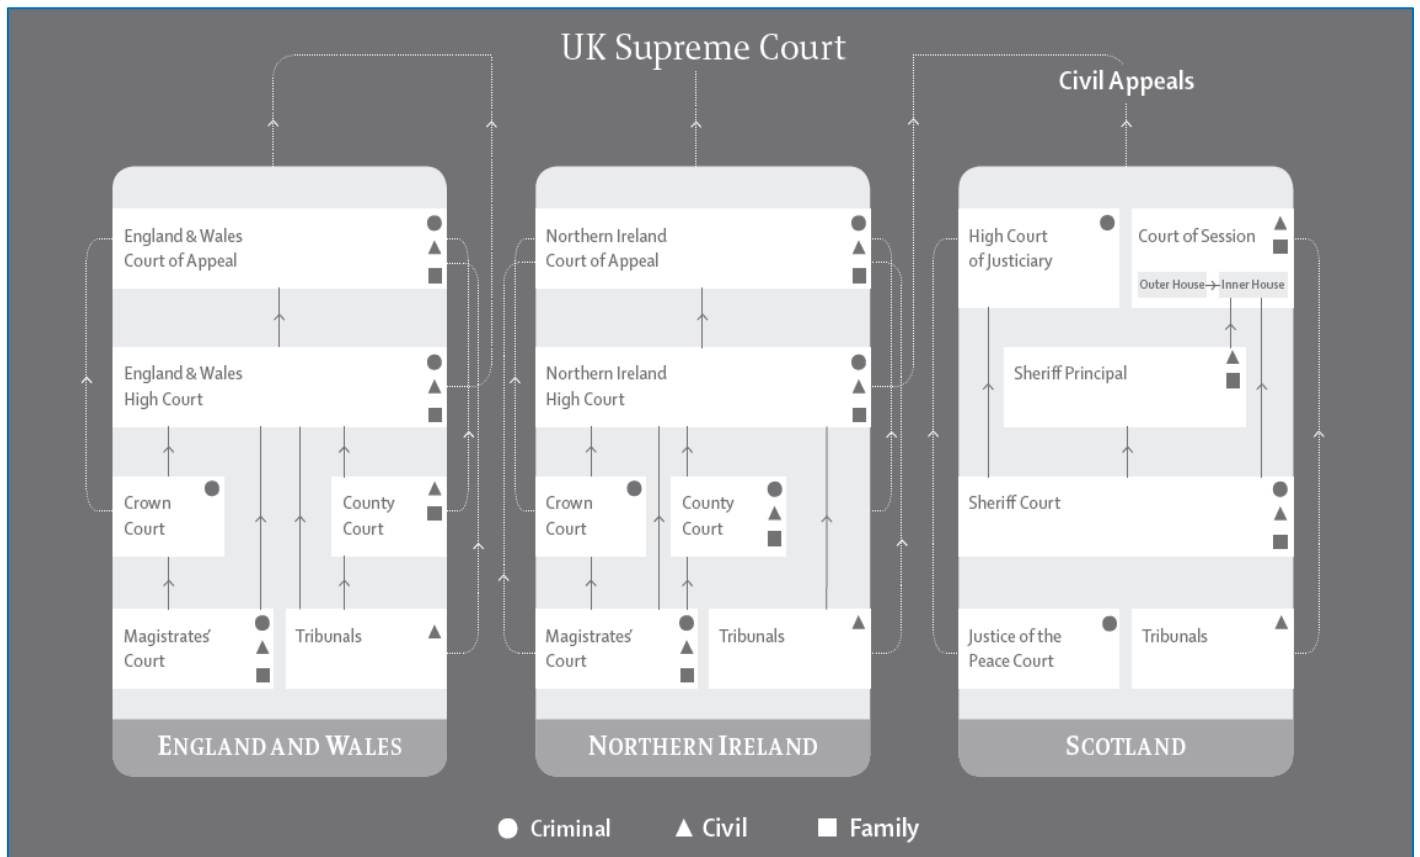 UK Supreme Court
Civil Appeals
England & Wales
Court of Appeal
England & Wales
High Court
Crown
Court
County
Court
Magistrates'
Court
Tribunals
ENGLAND AND WALES
Northern Ireland
Court of Appeal
Northern Ireland
High Court
Crown
Court
County
Court
Magistrates'
Court
Tribunals
NORTHERN IRELAND
High Court
of Justiciary
Court of Session
Outer House
Inner House
Sheriff Principal
Sheriff Court
Justice of the
Peace Court
Tribunals
SCOTLAND
Criminal
Civil
Family